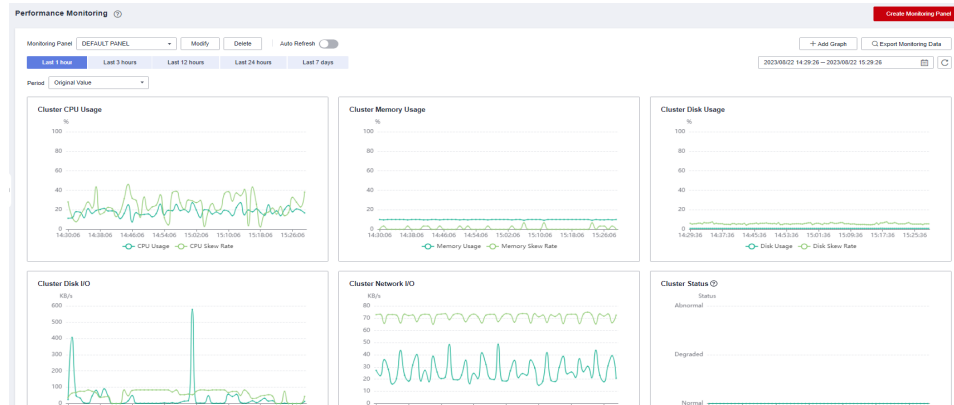 Performance Monitoring
Create Monitoring Panel
Monitoring Panel DEFAULT PANEL Modify Delete Auto Refresh + Add Graph Export Monitoring Data
Last 1 hour Last 3 hours Last 12 hours Last 24 hours Last 7 days 2023/08/22 14:29:26 — 2023/08/22 15:29:26
Period Original Value
Cluster CPU Usage
%
100
80
60
40
20
0
14:30:06 14:38:06 14:46:06 14:54:06 15:02:06 15:10:06 15:18:06 15:26:06
CPU Usage CPU Skew Rate
Cluster Memory Usage
%
100
80
60
40
20
0
14:30:06 14:38:06 14:46:06 14:54:06 15:02:06 15:10:06 15:18:06 15:26:06
Memory Usage Memory Skew Rate
Cluster Disk Usage
%
100
80
60
40
20
0
14:29:36 14:37:36 14:45:36 14:53:36 15:01:36 15:09:36 15:17:36 15:25:36
Disk Usage Disk Skew Rate
Cluster Disk I/O
KB/s
600
500
400
300
200
100
0
Cluster Network I/O
KB/s
80
70
60
50
40
30
20
10
0
Cluster Status
Status
Abnormal
Degraded
Normal